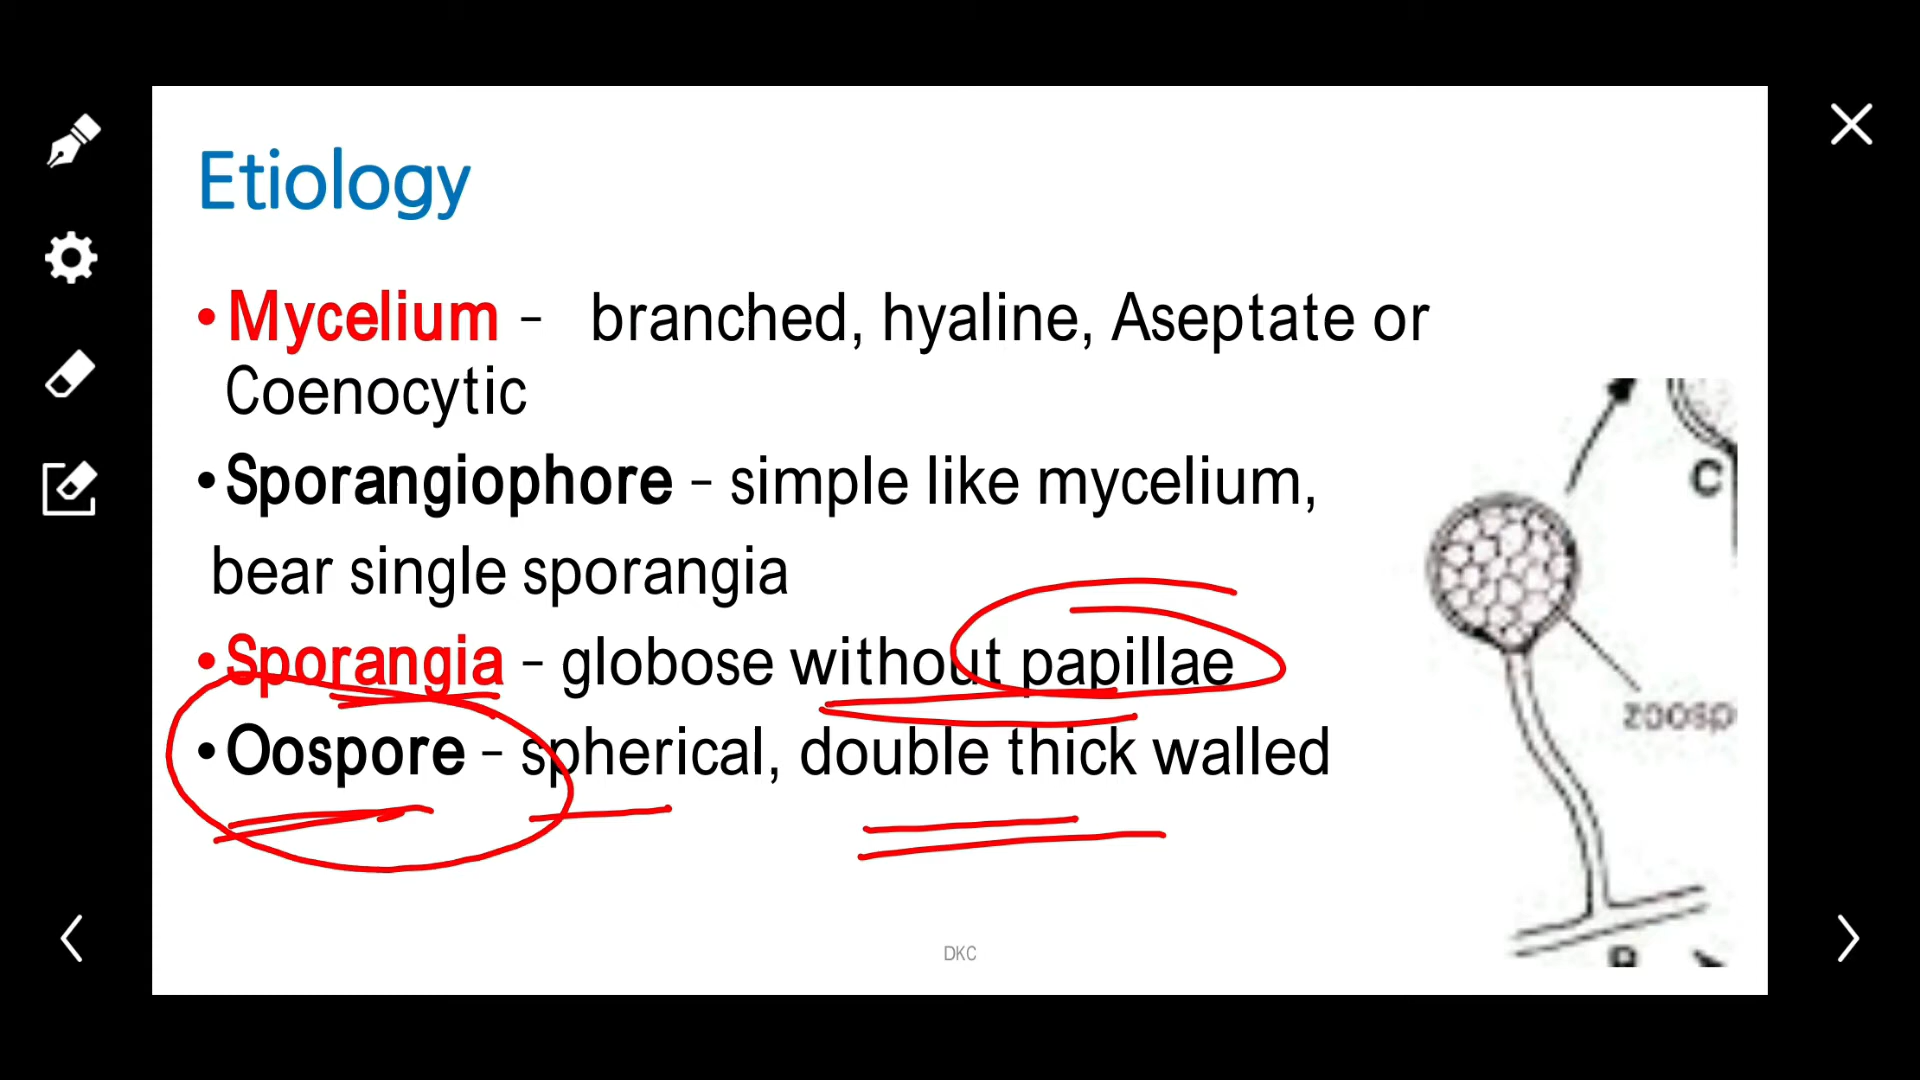 Etiology
•Mycelium - branched, hyaline, Aseptate or
Coenocytic
•Sporangiophore - simple like mycelium,
bear single sporangia
•Sporangia - globose without papillae
•Oospore - spherical, double thick walled
C
zoosp
B
DKC